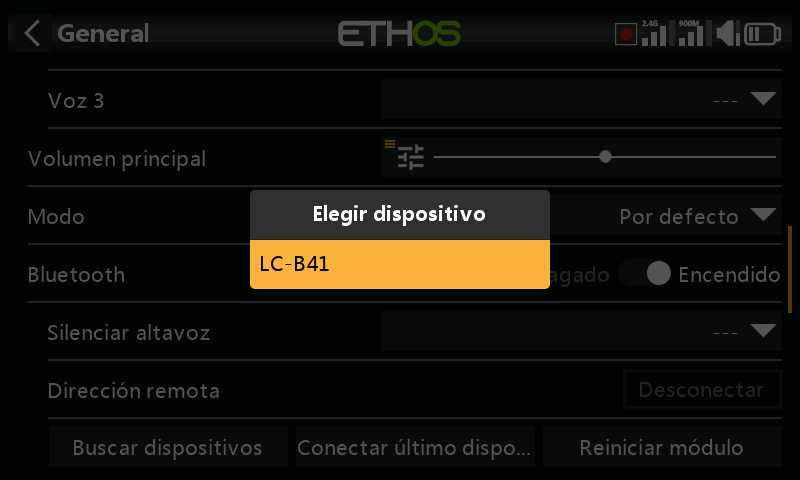 General
ETHOS
2.4G
900M
Voz 3
---
Volumen principal
Elegir dispositivo
Modo
Por defecto
LC-B41
Bluetooth
agado
Encendido
Silenciar altavoz
---
Dirección remota
Desconectar
Buscar dispositivos
Conectar último dispo...
Reiniciar módulo